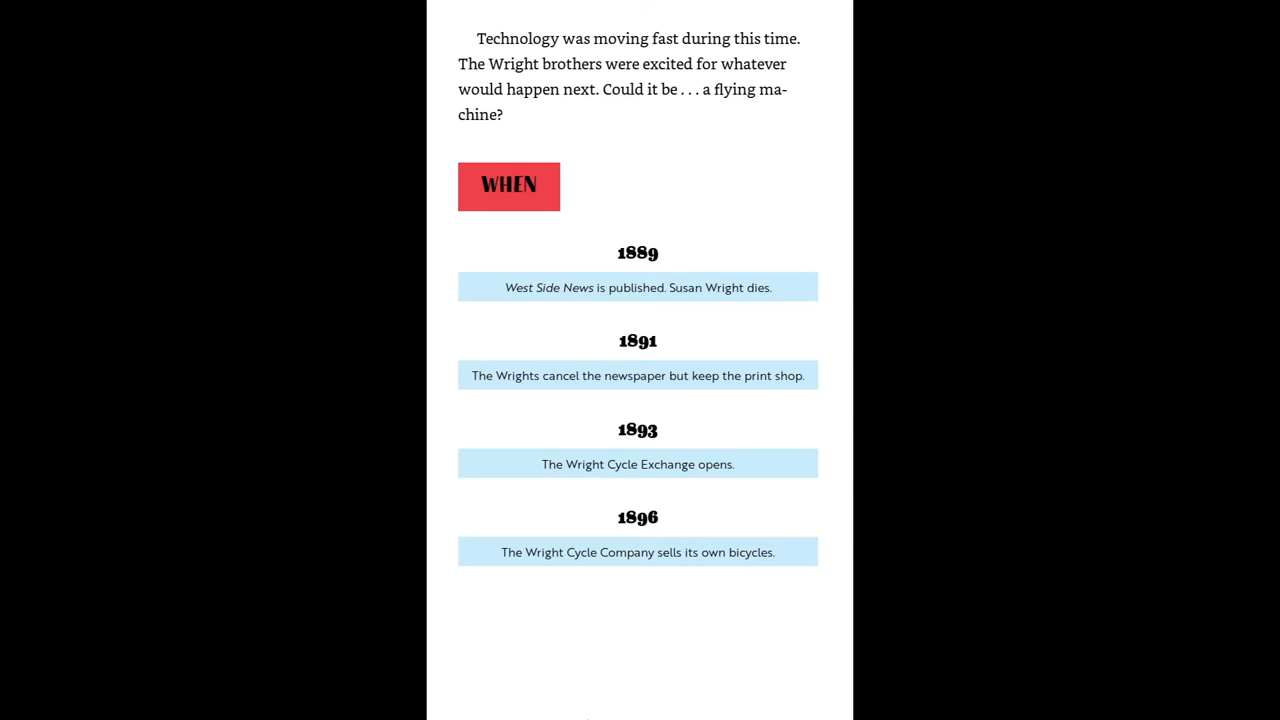 Technology was moving fast during this time.
The Wright brothers were excited for whatever
would happen next. Could it be . . . a flying ma-
chine?
WHEN
1889
West Side News is published. Susan Wright dies.
1891
The Wrights cancel the newspaper but keep the print shop.
1893
The Wright Cycle Exchange opens.
1896
The Wright Cycle Company sells its own bicycles.